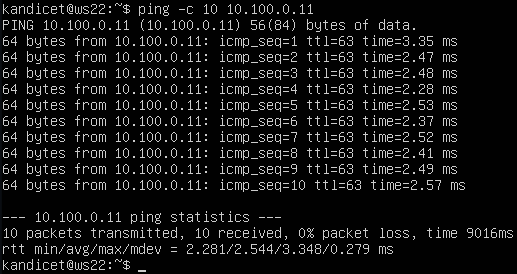 kandicet@ws22:~$ ping -c 10 10.100.0.11
PING 10.100.0.11 (10.100.0.11) 56(84) bytes of data.
64 bytes from 10.100.0.11: icmp_seq=1 ttl=63 time=3.35 ms
64 bytes from 10.100.0.11: icmp_seq=2 ttl=63 time=2.47 ms
64 bytes from 10.100.0.11: icmp_seq=3 ttl=63 time=2.48 ms
64 bytes from 10.100.0.11: icmp_seq=4 ttl=63 time=2.28 ms
64 bytes from 10.100.0.11: icmp_seq=5 ttl=63 time=2.53 ms
64 bytes from 10.100.0.11: icmp_seq=6 ttl=63 time=2.37 ms
64 bytes from 10.100.0.11: icmp_seq=7 ttl=63 time=2.52 ms
64 bytes from 10.100.0.11: icmp_seq=8 ttl=63 time=2.41 ms
64 bytes from 10.100.0.11: icmp_seq=9 ttl=63 time=2.49 ms
64 bytes from 10.100.0.11: icmp_seq=10 ttl=63 time=2.57 ms

--- 10.100.0.11 ping statistics ---
10 packets transmitted, 10 received, 0% packet loss, time 9016ms
rtt min/avg/max/mdev = 2.281/2.544/3.348/0.279 ms
kandicet@ws22:~$ _